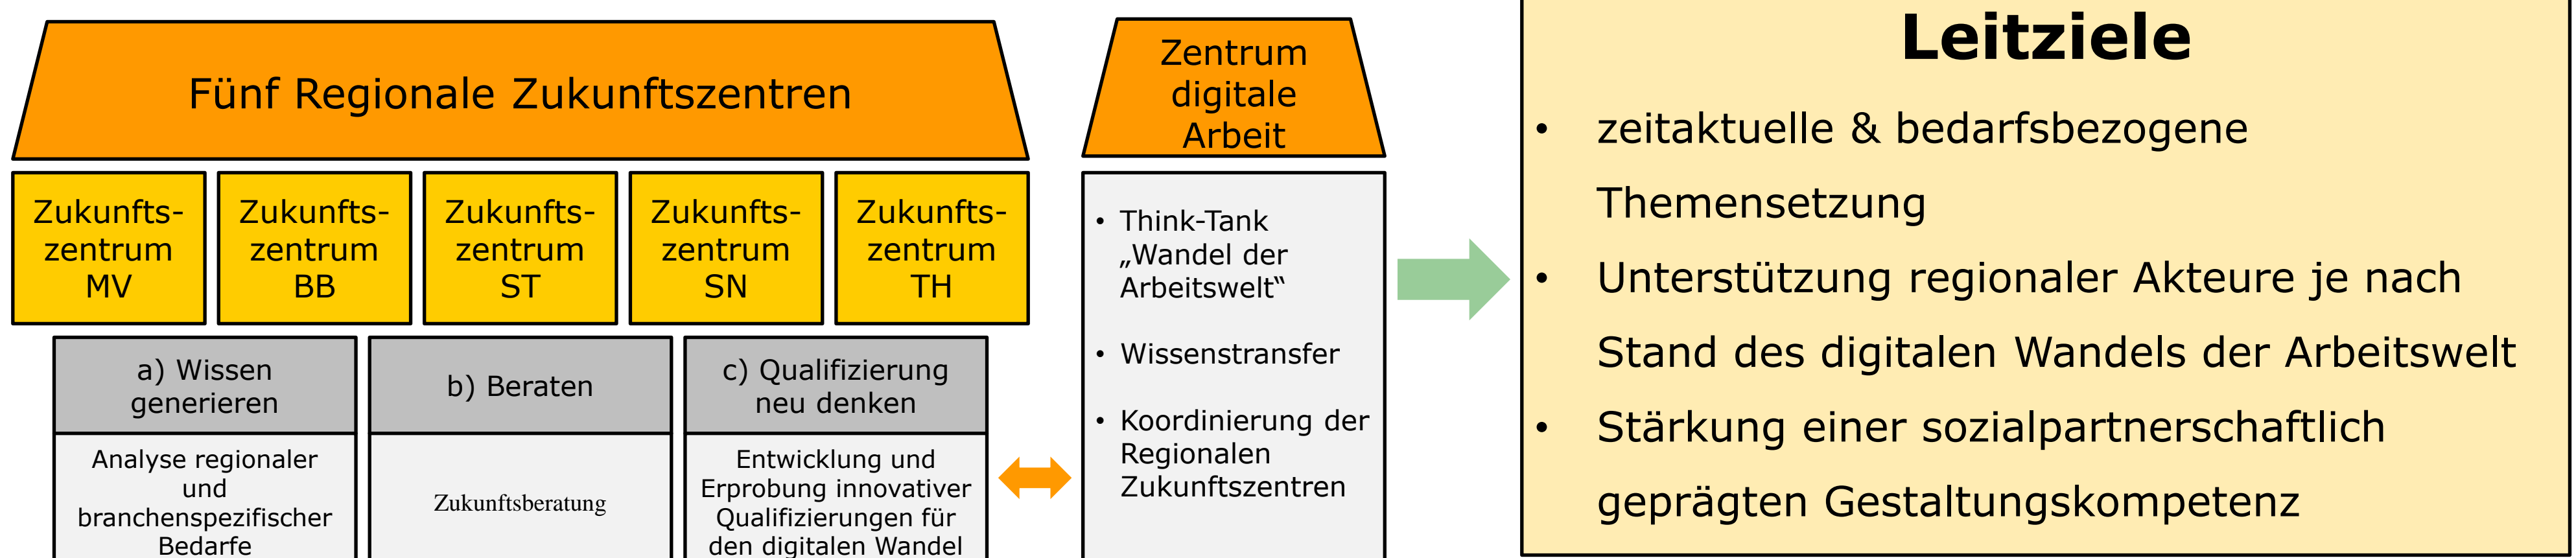 Fünf Regionale Zukunftszentren
Zukunfts-
zentrum
MV
Zukunfts-
zentrum
BB
Zukunfts-
zentrum
ST
Zukunfts-
zentrum
SN
Zukunfts-
zentrum
TH
a) Wissen
generieren
b) Beraten
c) Qualifizierung
neu denken
Analyse regionaler
und
branchenspezifischer
Bedarfe
Zukunftsberatung
Entwicklung und
Erprobung innovativer
Qualifizierungen für
den digitalen Wandel
Zentrum
digitale
Arbeit
• Think-Tank
„Wandel der
Arbeitswelt“
• Wissenstransfer
• Koordinierung der
Regionalen
Zukunftszentren
Leitziele
• zeitaktuelle & bedarfsbezogene
Themensetzung
• Unterstützung regionaler Akteure je nach
Stand des digitalen Wandels der Arbeitswelt
• Stärkung einer sozialpartnerschaftlich
geprägten Gestaltungskompetenz